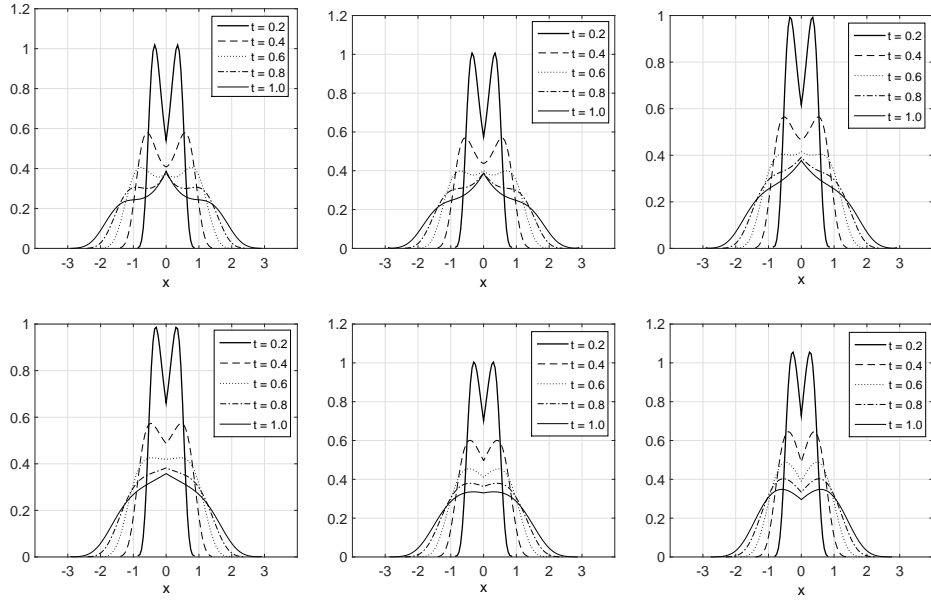 1.2
1
0.8
0.6
0.4
0.2
0
-3 -2 -1 0 1 2 3
x
t = 0.2
t = 0.4
t = 0.6
t = 0.8
t = 1.0
1.2
1
0.8
0.6
0.4
0.2
0
-3 -2 -1 0 1 2 3
x
t = 0.2
t = 0.4
t = 0.6
t = 0.8
t = 1.0
1
0.8
0.6
0.4
0.2
0
-3 -2 -1 0 1 2 3
x
t = 0.2
t = 0.4
t = 0.6
t = 0.8
t = 1.0
1
0.8
0.6
0.4
0.2
0
-3 -2 -1 0 1 2 3
x
t = 0.2
t = 0.4
t = 0.6
t = 0.8
t = 1.0
1.2
1
0.8
0.6
0.4
0.2
0
-3 -2 -1 0 1 2 3
x
t = 0.2
t = 0.4
t = 0.6
t = 0.8
t = 1.0
1.2
1
0.8
0.6
0.4
0.2
0
-3 -2 -1 0 1 2 3
x
t = 0.2
t = 0.4
t = 0.6
t = 0.8
t = 1.0